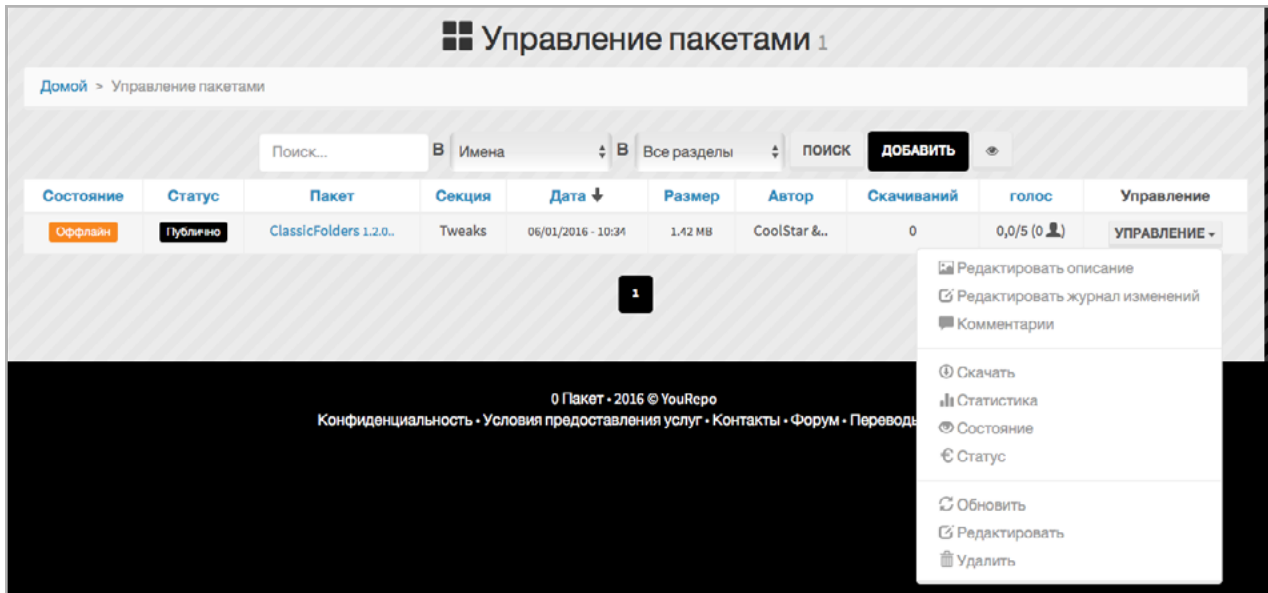 Управление пакетами 1
Домой > Управление пакетами
Поиск... В Имена В Все разделы ПОИСК ДОБАВИТЬ
Состояние Статус Пакет Секция Дата Размер Автор Скачиваний голос Управление
Оффлайн Публично ClassicFolders 1.2.0.. Tweaks 06/01/2016 - 10:34 1.42 MB CoolStar &.. 0 0,0/5 (0 ) УПРАВЛЕНИЕ
Редактировать описание
Редактировать журнал изменений
Комментарии
Скачать
Статистика
Состояние
€ Статус
Обновить
Редактировать
Удалить
1
0 Пакет • 2016 © YouRepo
Конфиденциальность • Условия предоставления услуг • Контакты • Форум • Переводы